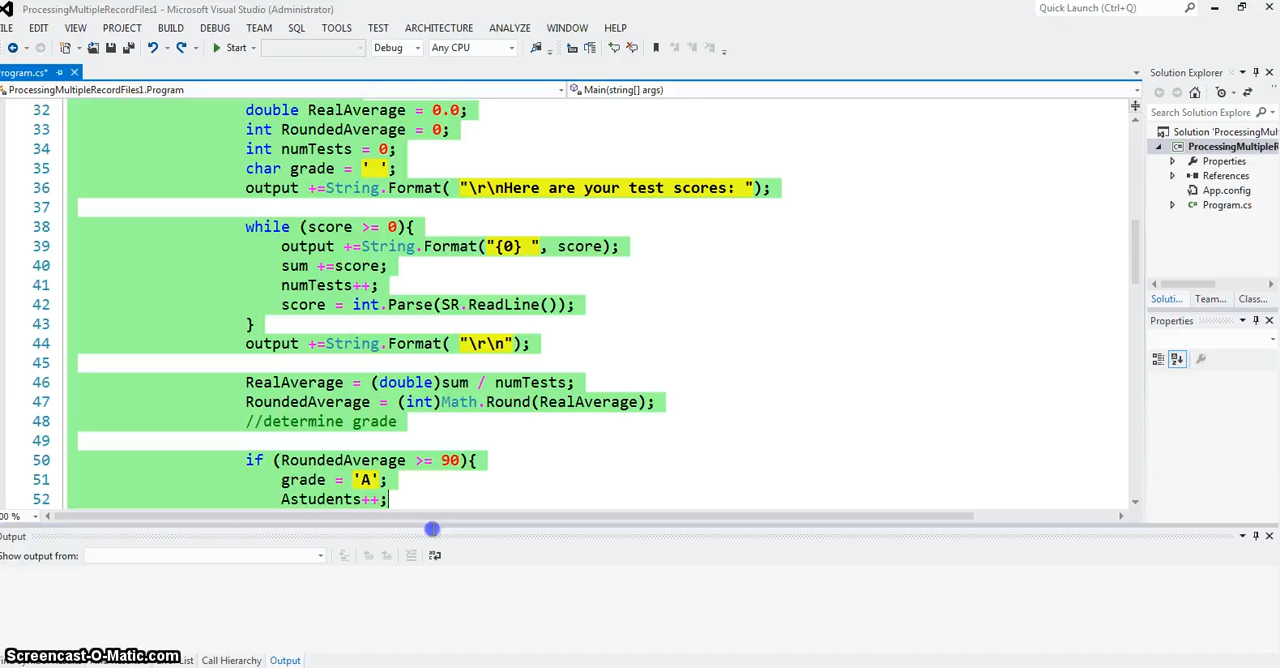 ProcessingMultipleRecordFiles1 - Microsoft Visual Studio (Administrator)
Quick Launch (Ctrl+Q)
ILE EDIT VIEW PROJECT BUILD DEBUG TEAM SQL TOOLS TEST ARCHITECTURE ANALYZE WINDOW HELP
Start Debug Any CPU
rogram.cs*
ProcessingMultipleRecordFiles1.Program Main(string[] args)
32 double RealAverage = 0.0;
33 int RoundedAverage = 0;
34 int numTests = 0;
35 char grade = ' ';
36 output +=String.Format( "\r\nHere are your test scores: ");
37
38 while (score >= 0){
39 output +=String.Format("{0} ", score);
40 sum +=score;
41 numTests++;
42 score = int.Parse(SR.ReadLine());
43 }
44 output +=String.Format( "\r\n");
45
46 RealAverage = (double)sum / numTests;
47 RoundedAverage = (int)Math.Round(RealAverage);
48 //determine grade
49
50 if (RoundedAverage >= 90){
51 grade = 'A';
52 Astudents++;
00 %
Solution Explorer
Search Solution Explore
Solution 'ProcessingMul
ProcessingMultipleR
Properties
References
App.config
Program.cs
Soluti... Team... Class...
Properties
Output
Show output from:
Screencast-O-Matic.com
List Call Hierarchy Output